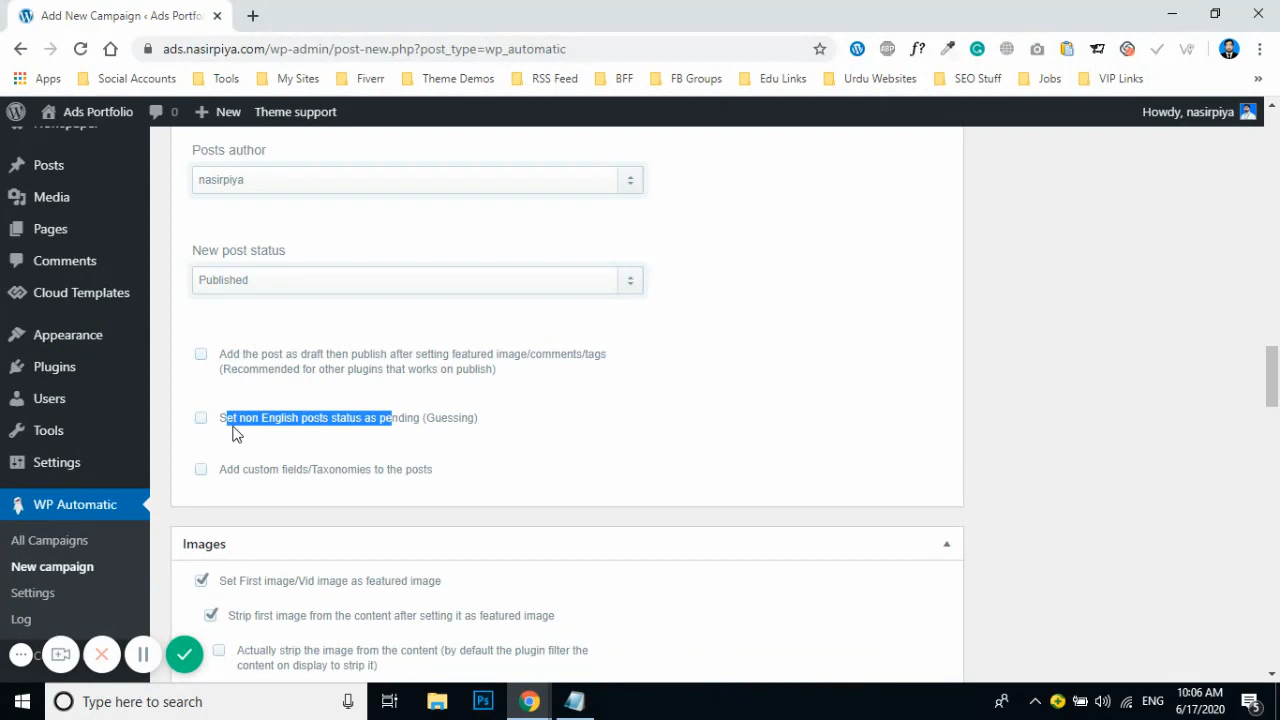 Add New Campaign ‹ Ads Portfo
ads.nasirpiya.com/wp-admin/post-new.php?post_type=wp_automatic
Apps
Social Accounts
Tools
My Sites
Fiverr
Theme Demos
RSS Feed
BFF
FB Groups
Edu Links
Urdu Websites
SEO Stuff
Jobs
VIP Links
Ads Portfolio
0
New
Theme support
Howdy, nasirpiya
Posts
Media
Pages
Comments
Cloud Templates
Appearance
Plugins
Users
Tools
Settings
WP Automatic
All Campaigns
New campaign
Settings
Log
Posts author
nasirpiya
New post status
Published
Add the post as draft then publish after setting featured image/comments/tags
(Recommended for other plugins that works on publish)
Set non English posts status as pending (Guessing)
Add custom fields/Taxonomies to the posts
Images
Set First image/Vid image as featured image
Strip first image from the content after setting it as featured image
Actually strip the image from the content (by default the plugin filter the
content on display to strip it)
Type here to search
Ps
ENG
10:06 AM
6/17/2020
5